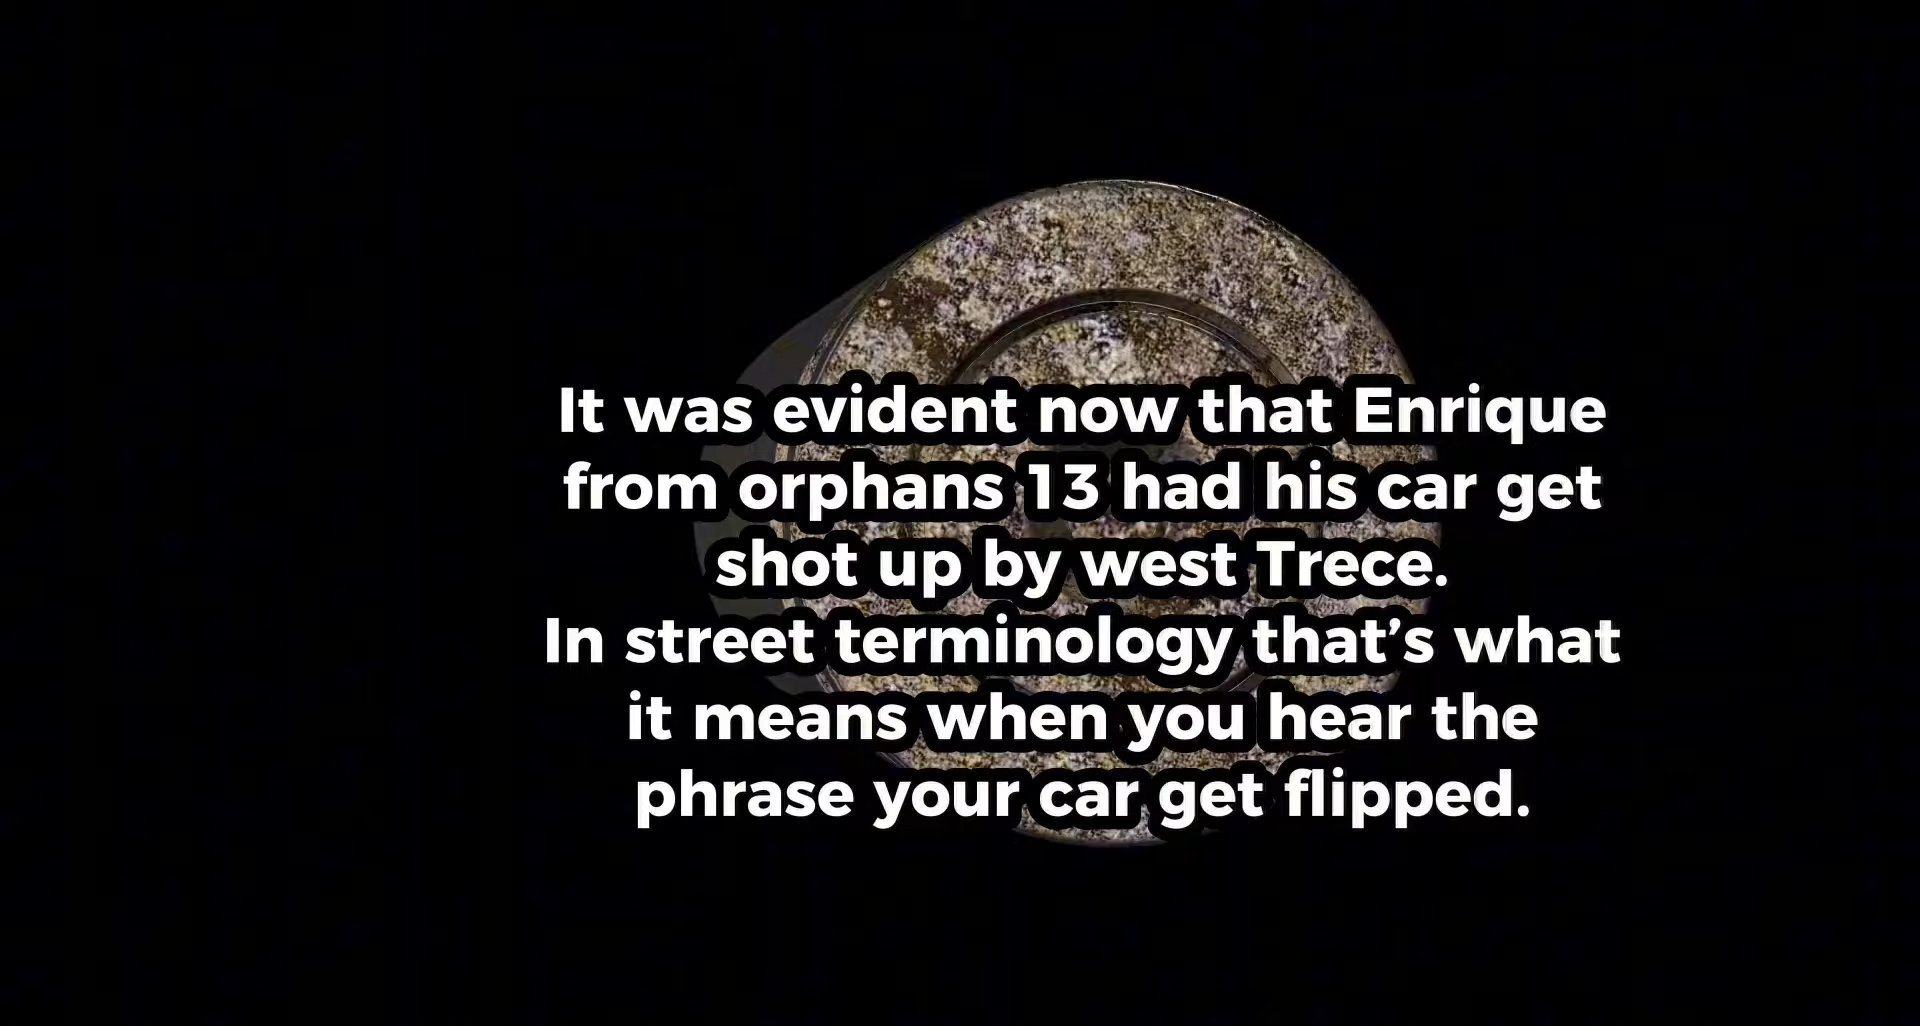 It was evident now that Enrique
from orphans 13 had his car get
shot up by west Trece.
In street terminology that’s what
it means when you hear the
phrase your car get flipped.